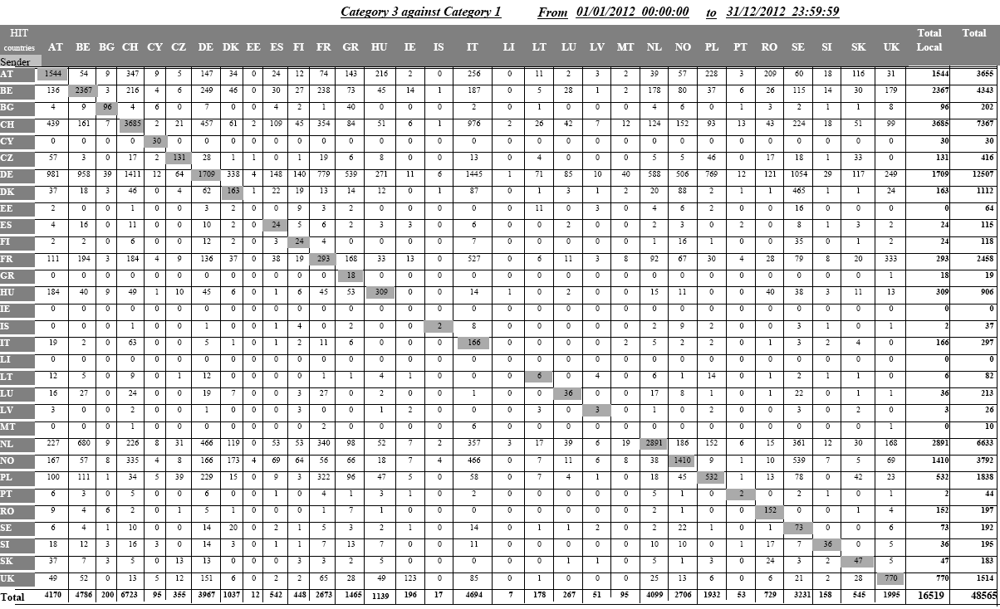 Category 3 against Category 1 From 01/01/2012 00:00:00 to 31/12/2012 23:59:59
HIT countries AT BE BG CH CY CZ DE DK EE ES FI FR GR HU IE IS IT LI LT LU LV MT NL NO PL PT RO SE SI SK UK Total Local Total
Sender
AT 1544 54 9 347 9 5 147 34 0 24 12 74 143 216 2 0 256 0 11 2 3 2 39 57 228 3 209 60 18 116 31 1544 3655
BE 136 2367 3 216 4 6 249 46 0 30 27 238 73 45 14 1 187 0 5 28 1 2 178 80 37 6 26 115 14 30 179 2367 4343
BG 4 9 96 4 6 0 7 0 0 4 2 1 40 0 0 0 2 0 1 0 0 0 4 6 0 1 3 2 1 1 8 96 202
CH 439 161 7 3685 2 21 457 61 2 109 45 354 84 51 6 1 976 2 26 42 7 12 124 152 93 13 43 224 18 51 99 3685 7367
CY 0 0 0 0 30 0 0 0 0 0 0 0 0 0 0 0 0 0 0 0 0 0 0 0 0 0 0 0 0 0 0 30 30
CZ 57 3 0 17 2 131 28 1 1 0 1 19 6 8 0 0 13 0 4 0 0 0 5 5 46 0 17 18 1 33 0 131 416
DE 981 958 39 1411 12 64 1709 338 4 148 140 779 539 271 11 6 1445 1 71 85 10 40 588 506 769 12 121 1054 29 117 249 1709 12507
DK 37 18 3 46 0 4 62 163 1 22 19 13 14 12 0 1 87 0 1 3 1 2 20 88 2 1 1 465 1 1 24 163 1112
EE 2 0 0 1 0 0 3 2 0 0 9 3 2 0 0 0 0 0 11 0 3 0 4 6 2 0 0 16 0 0 0 0 64
ES 4 16 0 11 0 0 10 2 0 24 5 6 2 3 3 0 6 0 0 2 0 0 2 3 0 2 0 8 1 3 2 24 115
FI 2 2 0 6 0 0 12 2 0 3 24 4 0 0 0 0 7 0 0 0 0 0 1 16 1 0 0 35 0 1 2 24 118
FR 111 194 3 184 4 9 136 37 0 38 19 293 168 33 13 0 527 0 6 11 3 8 92 67 30 4 28 79 8 20 333 293 2458
GR 0 0 0 0 0 0 0 0 0 0 0 0 18 0 0 0 0 0 0 0 0 0 0 0 0 0 0 0 0 0 1 18 19
HU 184 40 9 49 1 10 45 6 0 1 6 45 53 309 0 0 14 1 0 2 0 0 15 11 0 0 40 38 3 11 13 309 906
IE 0 0 0 0 0 0 0 0 0 0 0 0 0 0 0 0 0 0 0 0 0 0 0 0 0 0 0 0 0 0 0 0 0
IS 0 0 0 1 0 0 1 0 0 1 4 0 2 0 0 2 8 0 0 0 0 0 2 9 2 0 0 3 1 0 1 2 37
IT 19 2 0 63 0 0 5 1 0 1 2 11 6 0 0 0 166 0 0 0 0 2 5 2 2 0 1 3 2 4 0 166 297
LI 0 0 0 0 0 0 0 0 0 0 0 0 0 0 0 0 0 0 0 0 0 0 0 0 0 0 0 0 0 0 0 0 0
LT 12 5 0 9 0 1 12 0 0 0 0 1 1 4 1 0 0 0 6 0 4 0 6 1 14 0 1 2 1 1 0 6 82
LU 16 27 0 24 0 0 19 7 0 0 3 27 0 2 0 0 1 0 0 36 0 0 17 8 1 0 1 22 0 1 1 36 213
LV 3 0 0 2 0 0 1 0 0 0 3 0 0 1 2 0 0 0 3 0 3 0 1 0 2 0 0 3 0 2 0 3 26
MT 0 0 0 1 0 0 0 0 0 0 0 2 0 0 0 0 6 0 0 0 0 0 0 0 0 0 0 0 0 0 1 0 10
NL 227 680 9 226 8 31 466 119 0 53 53 340 98 52 7 2 357 3 17 39 6 19 2891 186 152 6 15 361 12 30 168 2891 6633
NO 167 57 8 335 4 8 166 173 4 69 64 56 66 18 7 4 466 0 7 11 6 8 38 1410 9 1 10 539 7 5 69 1410 3792
PL 100 111 1 34 5 39 229 15 0 9 3 322 96 47 5 0 58 0 7 4 1 0 18 45 532 1 13 78 0 42 23 532 1838
PT 6 3 0 5 0 0 6 0 0 1 0 4 1 3 1 0 2 0 0 0 0 0 5 1 0 2 0 2 1 0 1 2 44
RO 9 4 6 2 0 1 5 1 0 0 0 1 7 1 0 0 0 0 0 0 0 0 2 1 0 0 152 0 0 1 4 152 197
SE 6 4 1 10 0 0 14 20 0 2 1 5 3 2 1 0 14 0 1 1 2 0 2 22 1 0 1 73 0 0 6 73 192
SI 18 12 3 16 3 0 14 3 0 1 1 7 13 7 0 0 11 0 0 0 0 0 10 10 0 1 17 7 36 0 5 36 195
SK 37 7 3 5 0 13 13 0 0 0 3 3 2 5 0 0 0 0 0 1 1 0 5 1 3 0 24 3 2 47 5 47 183
UK 49 52 0 13 5 12 151 6 0 2 2 65 28 49 123 0 85 0 1 0 0 0 25 13 6 0 6 21 2 28 770 770 1514
Total 4170 4786 200 6723 95 355 3967 1037 12 542 448 2673 1465 1139 196 17 4694 7 178 267 51 95 4099 2706 1932 53 729 3231 158 545 1995 16519 48565